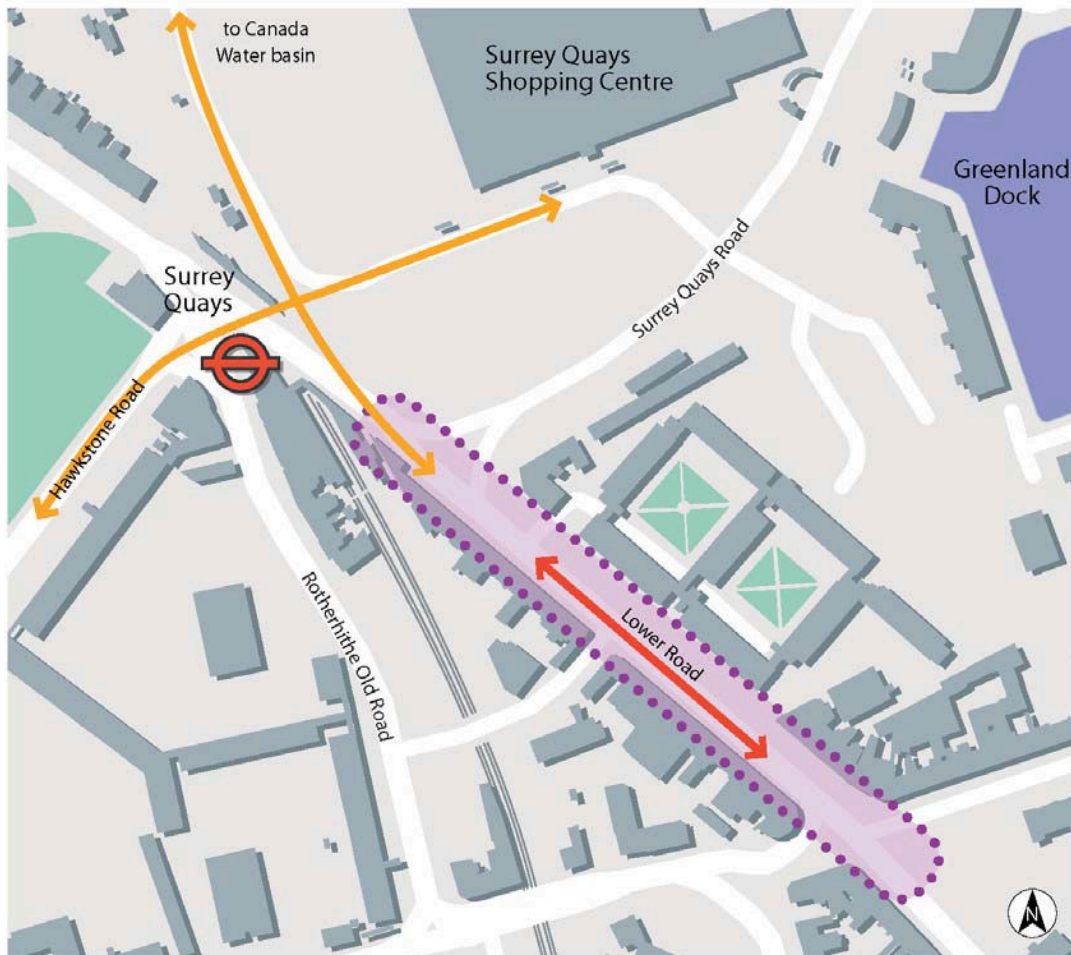 to Canada
Water basin
Surrey Quays
Shopping Centre
Greenland
Dock
Surrey
Quays
Surrey Quays Road
Hawkstone Road
Rotherhithe Old Road
Lower Road
N